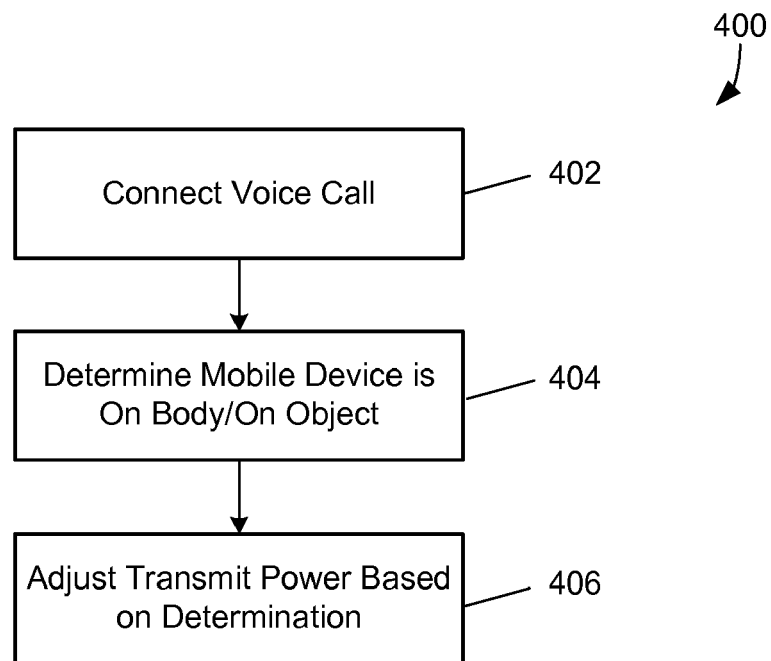 400
Connect Voice Call
402
Determine Mobile Device is
On Body/On Object
404
Adjust Transmit Power Based
on Determination
406